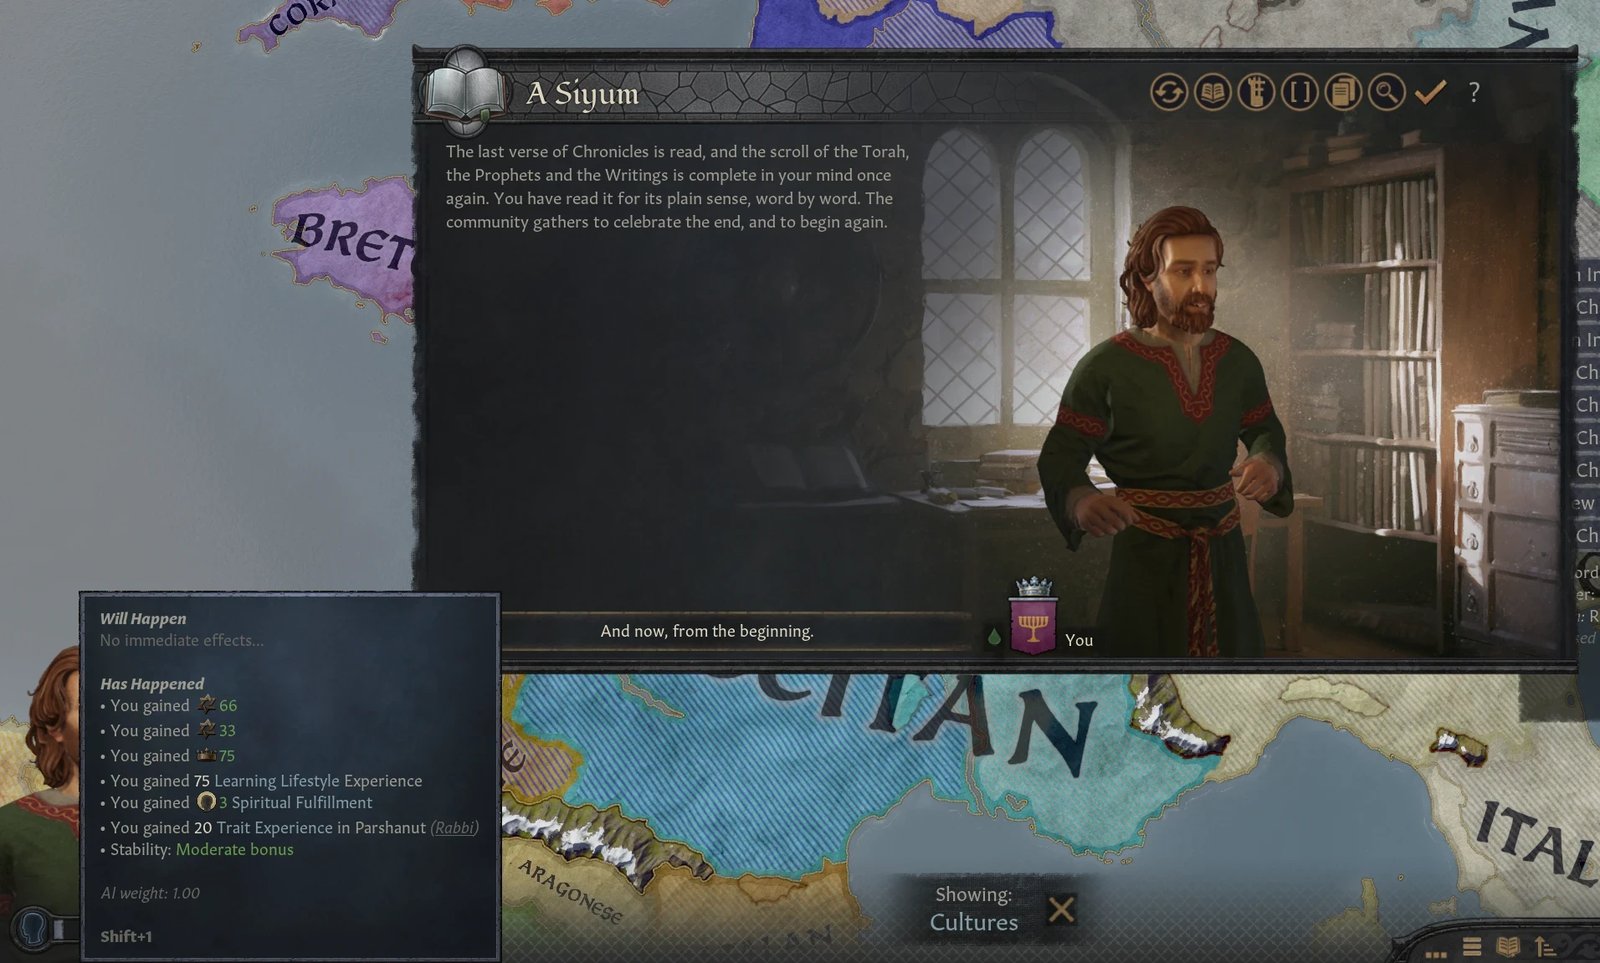 A Siyum
?
The last verse of Chronicles is read, and the scroll of the Torah,
the Prophets and the Writings is complete in your mind once
again. You have read it for its plain sense, word by word. The
community gathers to celebrate the end, and to begin again.
BRET
And now, from the beginning.
You
Will Happen
No immediate effects...
Has Happened
• You gained 66
• You gained 33
• You gained 75
• You gained 75 Learning Lifestyle Experience
• You gained 3 Spiritual Fulfillment
• You gained 20 Trait Experience in Parshanut (Rabbi)
• Stability: Moderate bonus
AI weight: 1.00
Shift+1
CITAN
ITAL
ARAGONESE
Showing:
Cultures